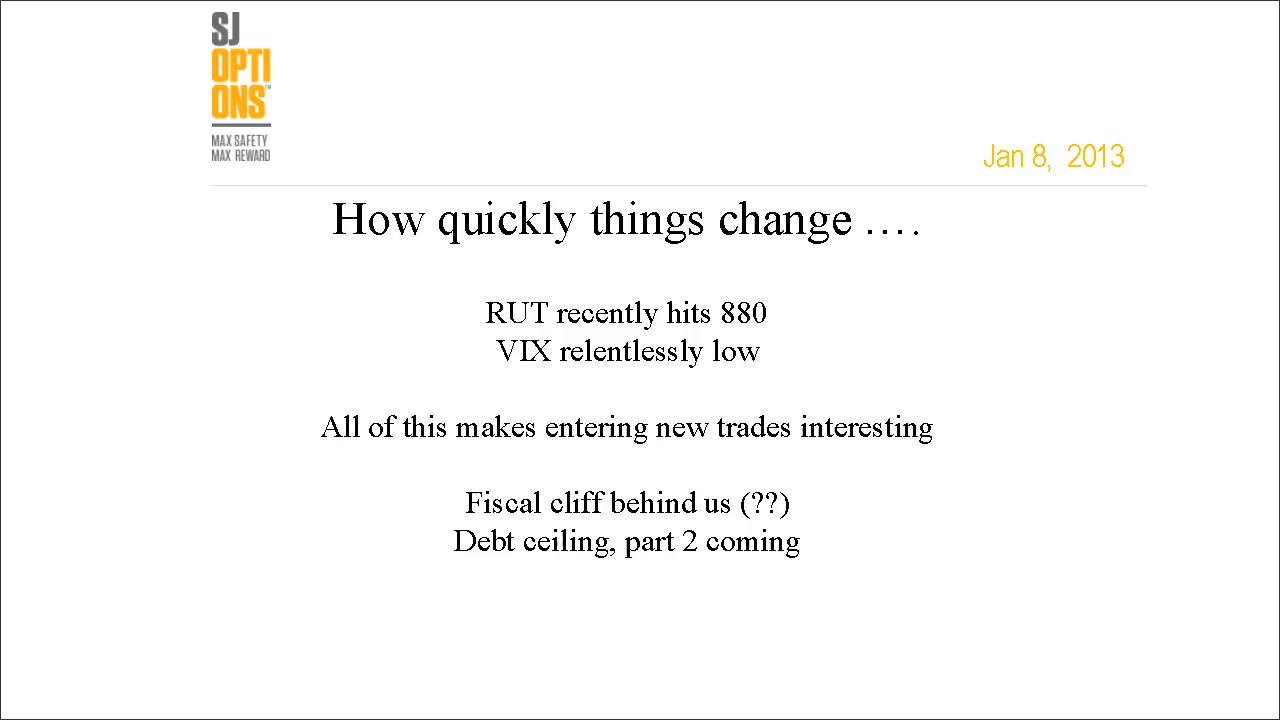 SJ
OPTI
ONS™
MAX SAFETY
MAX REWARD
Jan 8, 2013
How quickly things change ….
RUT recently hits 880
VIX relentlessly low
All of this makes entering new trades interesting
Fiscal cliff behind us (??)
Debt ceiling, part 2 coming